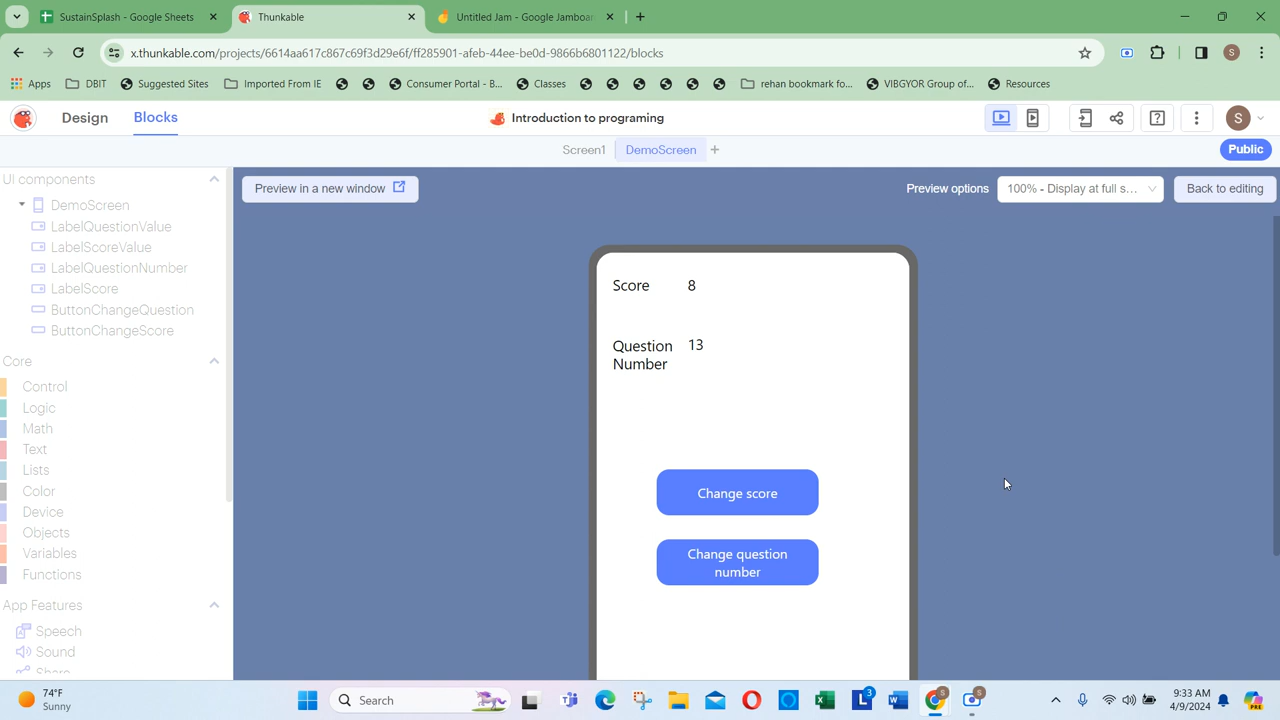 SustainSplash - Google Sheets
Thunkable
Untitled Jam - Google Jamboar
x.thunkable.com/projects/6614aa617c867c69f3d29e6f/ff285901-afeb-44ee-be0d-9866b6801122/blocks
S
Apps
DBIT
Suggested Sites
Imported From IE
Consumer Portal - B...
Classes
rehan bookmark fo...
VIBGYOR Group of...
Resources
Design
Blocks
Introduction to programing
S
Screen1
DemoScreen
Public
UI components
DemoScreen
LabelQuestionValue
LabelScoreValue
LabelQuestionNumber
LabelScore
ButtonChangeQuestion
ButtonChangeScore
Core
Control
Logic
Math
Text
Lists
Color
Device
Objects
Variables
Functions
App Features
Speech
Sound
Share
Preview in a new window
Preview options
100% - Display at full s...
Back to editing
Score 8
Question 13
Number
Change score
Change question
number
74°F
Sunny
Search
3
S
S
9:33 AM
4/9/2024
PRE